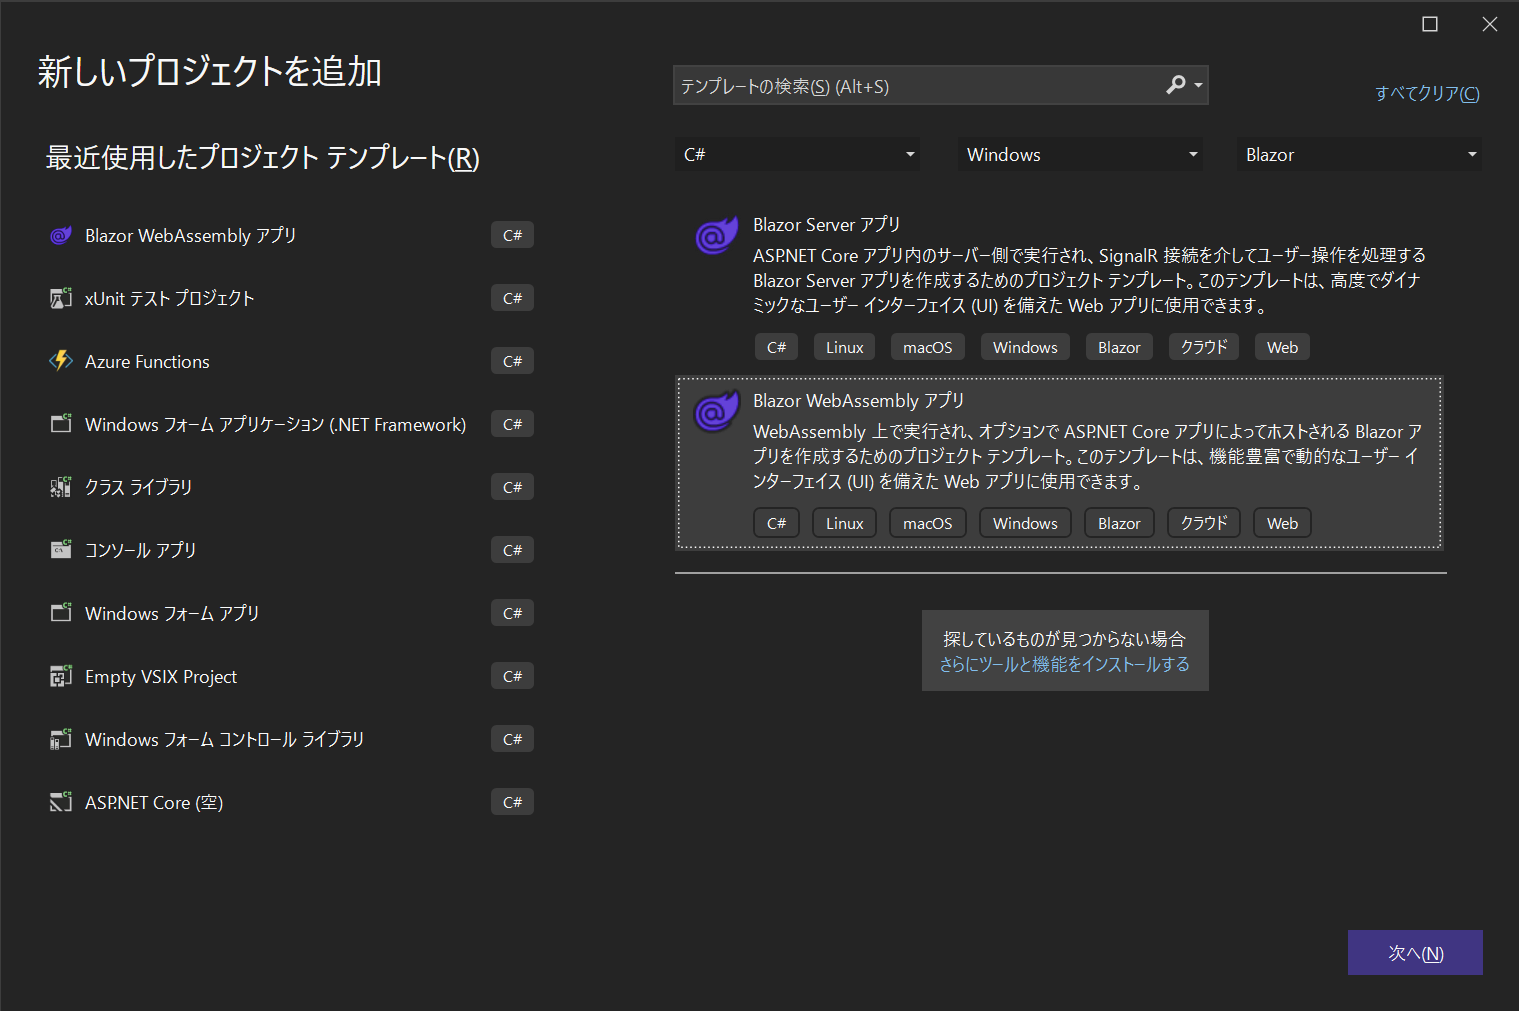 新しいプロジェクトを追加
テンプレートの検索(S) (Alt+S)
すべてクリア(C)
最近使用したプロジェクト テンプレート(R)
C#
Windows
Blazor
Blazor WebAssembly アプリ
C#
xUnit テスト プロジェクト
C#
Azure Functions
C#
Windows フォーム アプリケーション (.NET Framework)
C#
クラス ライブラリ
C#
コンソール アプリ
C#
Windows フォーム アプリ
C#
Empty VSIX Project
C#
Windows フォーム コントロール ライブラリ
C#
ASP.NET Core (空)
C#
Blazor Server アプリ
ASP.NET Core アプリ内のサーバー側で実行され、SignalR 接続を介してユーザー操作を処理する
Blazor Server アプリを作成するためのプロジェクト テンプレート。このテンプレートは、高度でダイナ
ミックなユーザー インターフェイス (UI) を備えた Web アプリに使用できます。
C#
Linux
macOS
Windows
Blazor
クラウド
Web
Blazor WebAssembly アプリ
WebAssembly 上で実行され、オプションで ASP.NET Core アプリによってホストされる Blazor ア
プリを作成するためのプロジェクト テンプレート。このテンプレートは、機能豊富で動的なユーザー イ
ンターフェイス (UI) を備えた Web アプリに使用できます。
C#
Linux
macOS
Windows
Blazor
クラウド
Web
探しているものが見つからない場合
さらにツールと機能をインストールする
次へ(N)